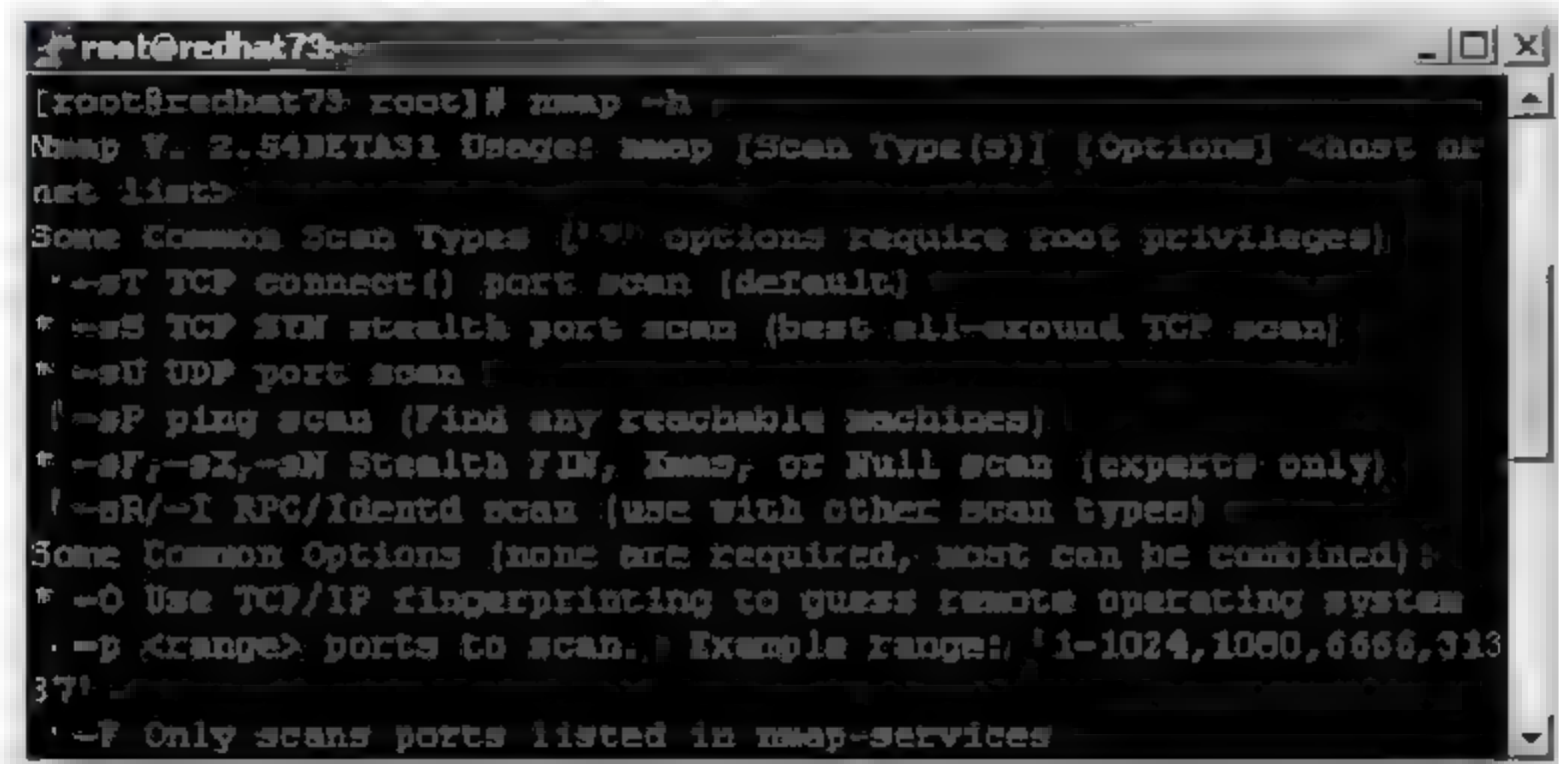 root@redhat73:~
[root@redhat73 root]# nmap -h
Nmap V. 2.54BETA31 Usage: nmap [Scan Type(s)] [Options] <host or
net list>
Some Common Scan Types ('*' options require root privileges)
-sT TCP connect() port scan (default)
* -sS TCP SYN stealth port scan (best all-around TCP scan)
* -sU UDP port scan
-sP ping scan (Find any reachable machines)
* -sF,-sX,-sN Stealth FIN, Xmas, or Null scan (experts only)
-sR/-I RPC/Identd scan (use with other scan types)
Some Common Options (none are required, most can be combined):
* -O Use TCP/IP fingerprinting to guess remote operating system
-p <range> ports to scan. Example range: '1-1024,1080,6666,313
37'
-F Only scans ports listed in nmap-services